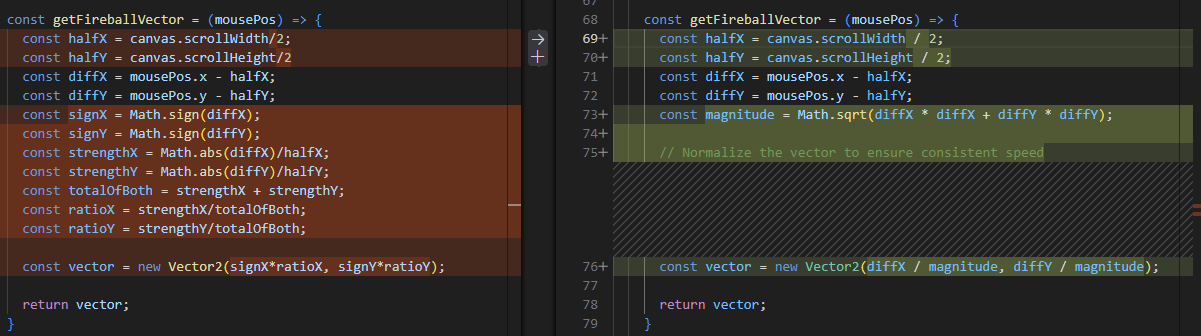 67
const getFireballVector = (mousePos) => {
const halfX = canvas.scrollWidth/2;
const halfY = canvas.scrollHeight/2
const diffX = mousePos.x - halfX;
const diffY = mousePos.y - halfY;
const signX = Math.sign(diffX);
const signY = Math.sign(diffY);
const strengthX = Math.abs(diffX)/halfX;
const strengthY = Math.abs(diffY)/halfY;
const totalOfBoth = strengthX + strengthY;
const ratioX = strengthX/totalOfBoth;
const ratioY = strengthY/totalOfBoth;
const vector = new Vector2(signX*ratioX, signY*ratioY);
return vector;
}
68 const getFireballVector = (mousePos) => {
69+ const halfX = canvas.scrollWidth / 2;
70+ const halfY = canvas.scrollHeight / 2;
71 const diffX = mousePos.x - halfX;
72 const diffY = mousePos.y - halfY;
73+ const magnitude = Math.sqrt(diffX * diffX + diffY * diffY);
74+
75+ // Normalize the vector to ensure consistent speed
76+ const vector = new Vector2(diffX / magnitude, diffY / magnitude);
77
78 return vector;
79 }